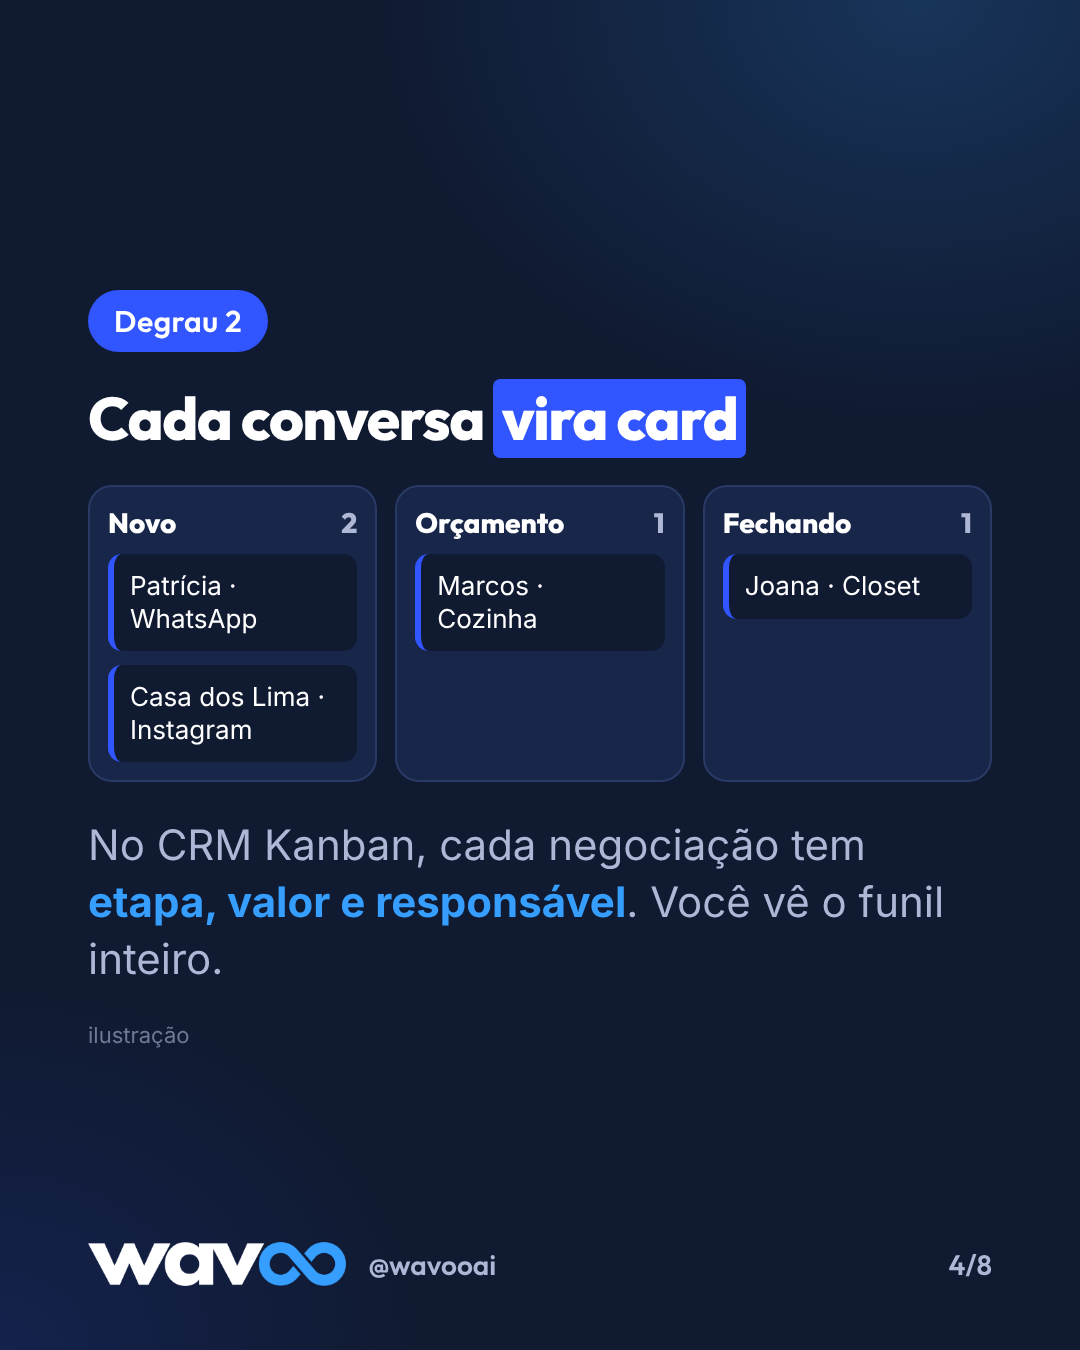 Degrau 2
Cada conversa vira card
Novo 2
Patrícia ·
WhatsApp
Casa dos Lima ·
Instagram
Orçamento 1
Marcos ·
Cozinha
Fechando 1
Joana · Closet
No CRM Kanban, cada negociação tem
etapa, valor e responsável. Você vê o funil
inteiro.
ilustração
wavoo @wavooai
4/8